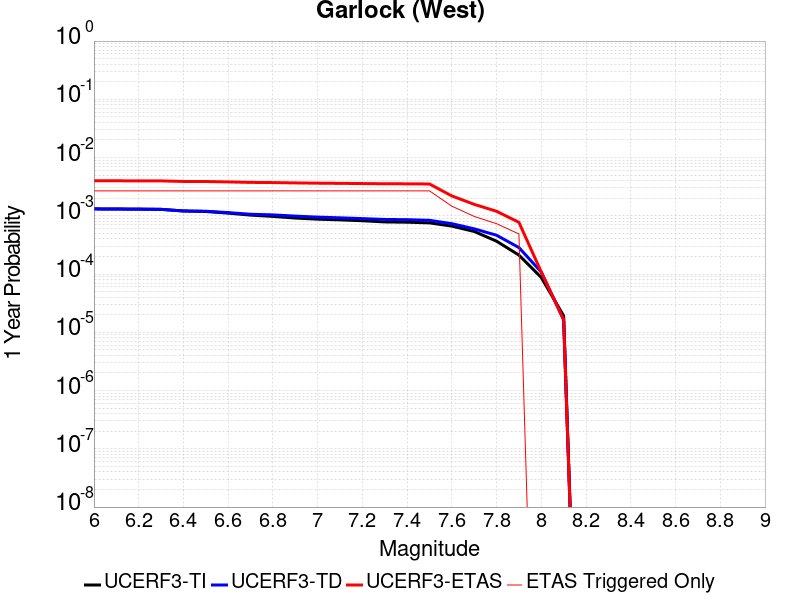 Garlock (West)
10^0
10^-1
10^-2
10^-3
10^-4
10^-5
10^-6
10^-7
10^-8
1 Year Probability
6 6.2 6.4 6.6 6.8 7 7.2 7.4 7.6 7.8 8 8.2 8.4 8.6 8.8 9
Magnitude
UCERF3-TI UCERF3-TD UCERF3-ETAS ETAS Triggered Only